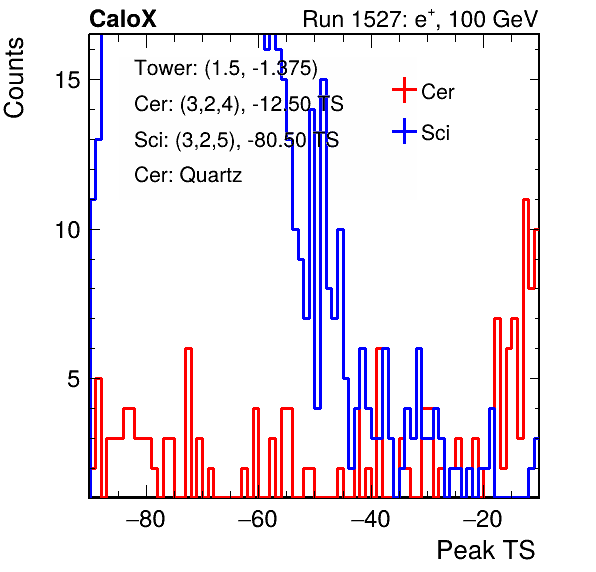 CaloX Run 1527: e⁺, 100 GeV
Counts
Tower: (1.5, -1.375)
Cer: (3,2,4), -12.50 TS
Sci: (3,2,5), -80.50 TS
Cer: Quartz
Cer
Sci
15
10
5
−80 −60 −40 −20
Peak TS